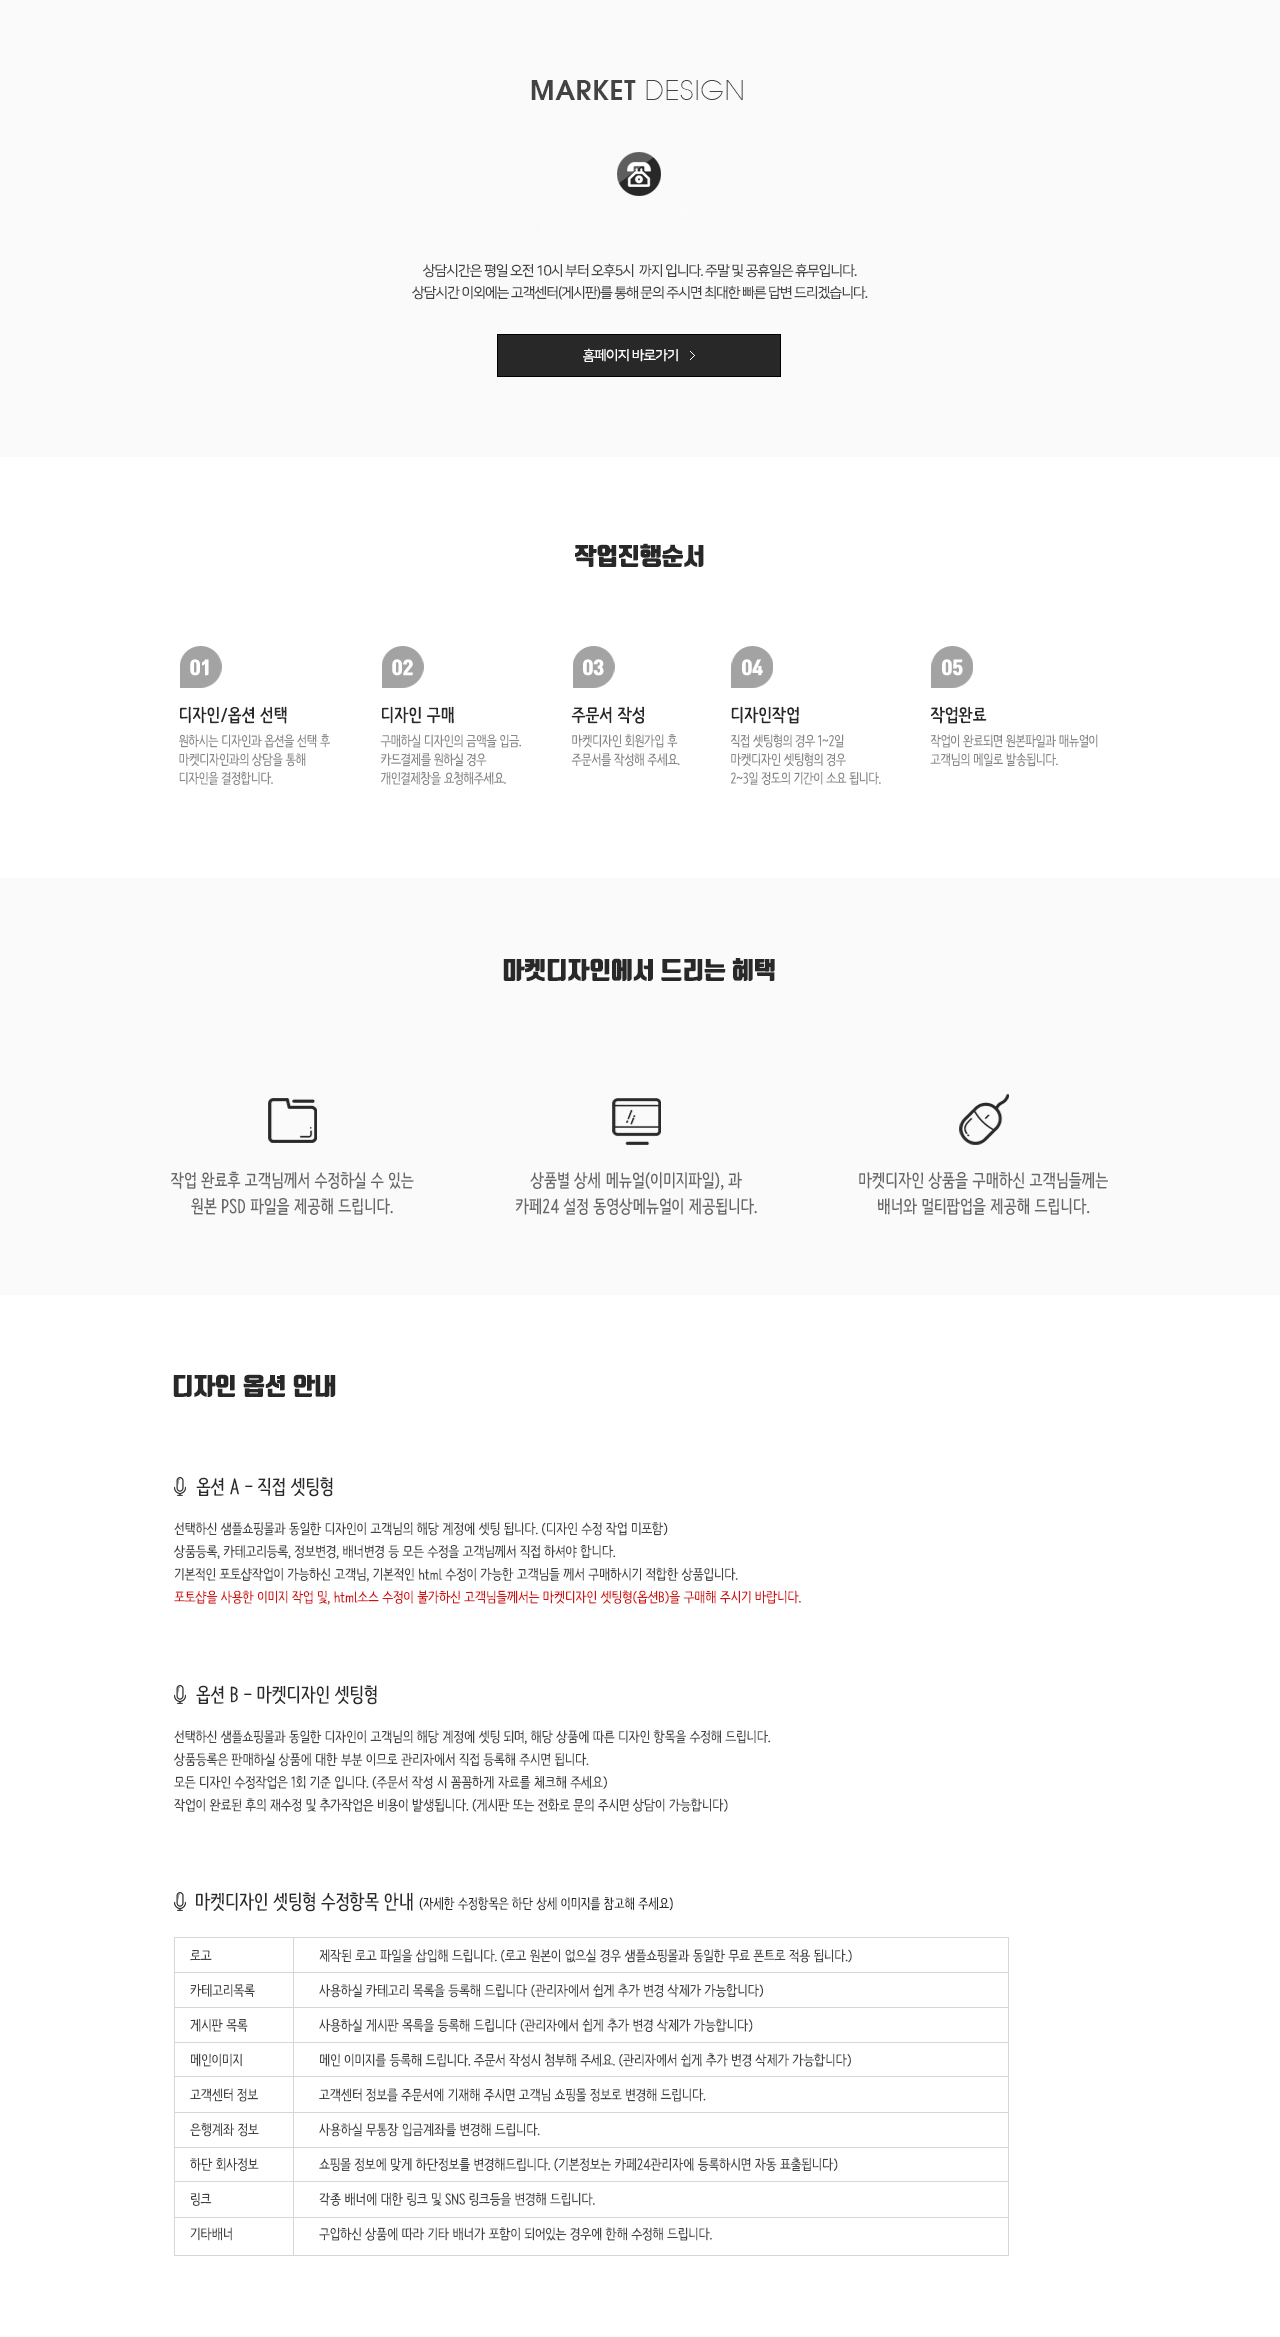 MARKET DESIGN
상담시간은 평일 오전 10시 부터 오후5시 까지 입니다. 주말 및 공휴일은 휴무입니다.
상담시간 이외에는 고객센터(게시판)를 통해 문의 주시면 최대한 빠른 답변 드리겠습니다.
홈페이지 바로가기 >
작업진행순서
01
디자인/옵션 선택
원하시는 디자인과 옵션을 선택 후
마켓디자인과의 상담을 통해
디자인을 결정합니다.
02
디자인 구매
구매하실 디자인의 금액을 입금.
카드결제를 원하실 경우
개인결제창을 요청해주세요.
03
주문서 작성
마켓디자인 회원가입 후
주문서를 작성해 주세요.
04
디자인작업
직접 셋팅형의 경우 1~2일
마켓디자인 셋팅형의 경우
2~3일 정도의 기간이 소요 됩니다.
05
작업완료
작업이 완료되면 원본파일과 매뉴얼이
고객님의 메일로 발송됩니다.
마켓디자인에서 드리는 혜택
작업 완료후 고객님께서 수정하실 수 있는
원본 PSD 파일을 제공해 드립니다.
상품별 상세 메뉴얼(이미지파일), 과
카페24 설정 동영상메뉴얼이 제공됩니다.
마켓디자인 상품을 구매하신 고객님들께는
배너와 멀티팝업을 제공해 드립니다.
디자인 옵션 안내
옵션 A - 직접 셋팅형
선택하신 샘플쇼핑몰과 동일한 디자인이 고객님의 해당 계정에 셋팅 됩니다. (디자인 수정 작업 미포함)
상품등록, 카테고리등록, 정보변경, 배너변경 등 모든 수정을 고객님께서 직접 하셔야 합니다.
기본적인 포토샵작업이 가능하신 고객님, 기본적인 html 수정이 가능한 고객님들 께서 구매하시기 적합한 상품입니다.
포토샵을 사용한 이미지 작업 및, html소스 수정이 불가하신 고객님들께서는 마켓디자인 셋팅형(옵션B)을 구매해 주시기 바랍니다.
옵션 B - 마켓디자인 셋팅형
선택하신 샘플쇼핑몰과 동일한 디자인이 고객님의 해당 계정에 셋팅 되며, 해당 상품에 따른 디자인 항목을 수정해 드립니다.
상품등록은 판매하실 상품에 대한 부분 이므로 관리자에서 직접 등록해 주시면 됩니다.
모든 디자인 수정작업은 1회 기준 입니다. (주문서 작성 시 꼼꼼하게 자료를 체크해 주세요)
작업이 완료된 후의 재수정 및 추가작업은 비용이 발생됩니다. (게시판 또는 전화로 문의 주시면 상담이 가능합니다)
마켓디자인 셋팅형 수정항목 안내 (자세한 수정항목은 하단 상세 이미지를 참고해 주세요)
로고 제작된 로고 파일을 삽입해 드립니다. (로고 원본이 없으실 경우 샘플쇼핑몰과 동일한 무료 폰트로 적용 됩니다.)
카테고리목록 사용하실 카테고리 목록을 등록해 드립니다 (관리자에서 쉽게 추가 변경 삭제가 가능합니다)
게시판 목록 사용하실 게시판 목록을 등록해 드립니다 (관리자에서 쉽게 추가 변경 삭제가 가능합니다)
메인이미지 메인 이미지를 등록해 드립니다. 주문서 작성시 첨부해 주세요. (관리자에서 쉽게 추가 변경 삭제가 가능합니다)
고객센터 정보 고객센터 정보를 주문서에 기재해 주시면 고객님 쇼핑몰 정보로 변경해 드립니다.
은행계좌 정보 사용하실 무통장 입금계좌를 변경해 드립니다.
하단 회사정보 쇼핑몰 정보에 맞게 하단정보를 변경해드립니다. (기본정보는 카페24관리자에 등록하시면 자동 표출됩니다)
링크 각종 배너에 대한 링크 및 SNS 링크등을 변경해 드립니다.
기타배너 구입하신 상품에 따라 기타 배너가 포함이 되어있는 경우에 한해 수정해 드립니다.